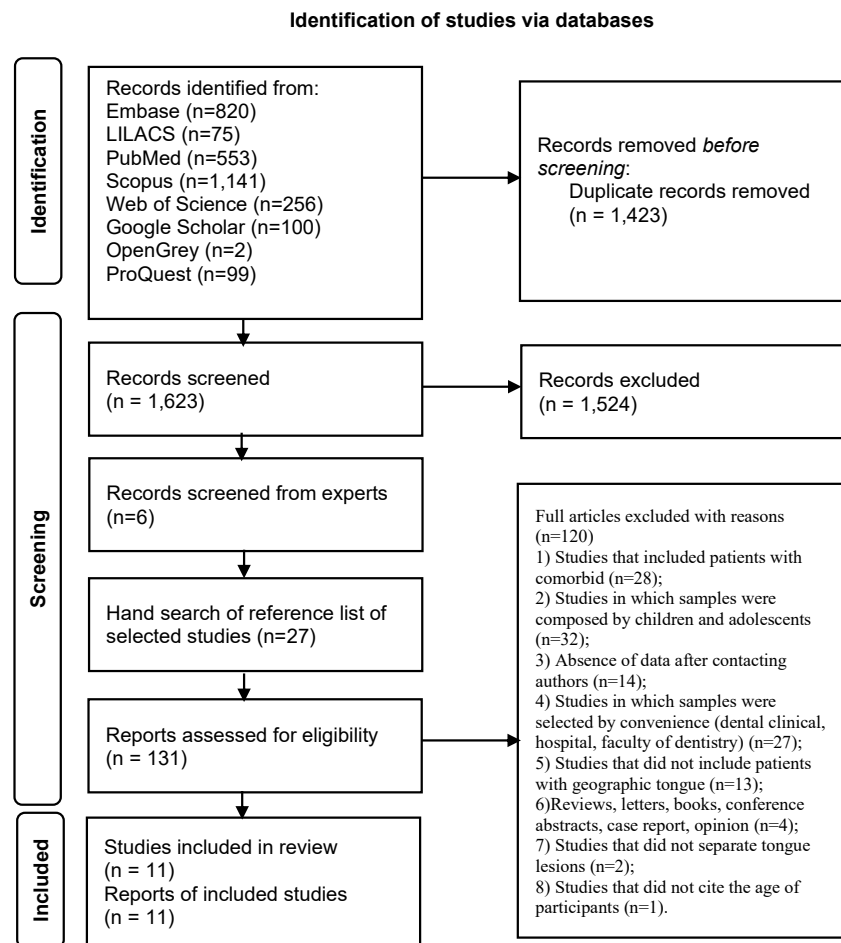 Identification of studies via databases
Identification
Records identified from:
Embase (n=820)
LILACS (n=75)
PubMed (n=553)
Scopus (n=1,141)
Web of Science (n=256)
Google Scholar (n=100)
OpenGrey (n=2)
ProQuest (n=99)
Records removed before
screening:
Duplicate records removed
(n = 1,423)
Screening
Records screened
(n = 1,623)
Records excluded
(n = 1,524)
Records screened from experts
(n=6)
Hand search of reference list of
selected studies (n=27)
Reports assessed for eligibility
(n = 131)
Full articles excluded with reasons
(n=120)
1) Studies that included patients with
comorbid (n=28);
2) Studies in which samples were
composed by children and adolescents
(n=32);
3) Absence of data after contacting
authors (n=14);
4) Studies in which samples were
selected by convenience (dental clinical,
hospital, faculty of dentistry) (n=27);
5) Studies that did not include patients
with geographic tongue (n=13);
6)Reviews, letters, books, conference
abstracts, case report, opinion (n=4);
7) Studies that did not separate tongue
lesions (n=2);
8) Studies that did not cite the age of
participants (n=1).
Included
Studies included in review
(n = 11)
Reports of included studies
(n = 11)